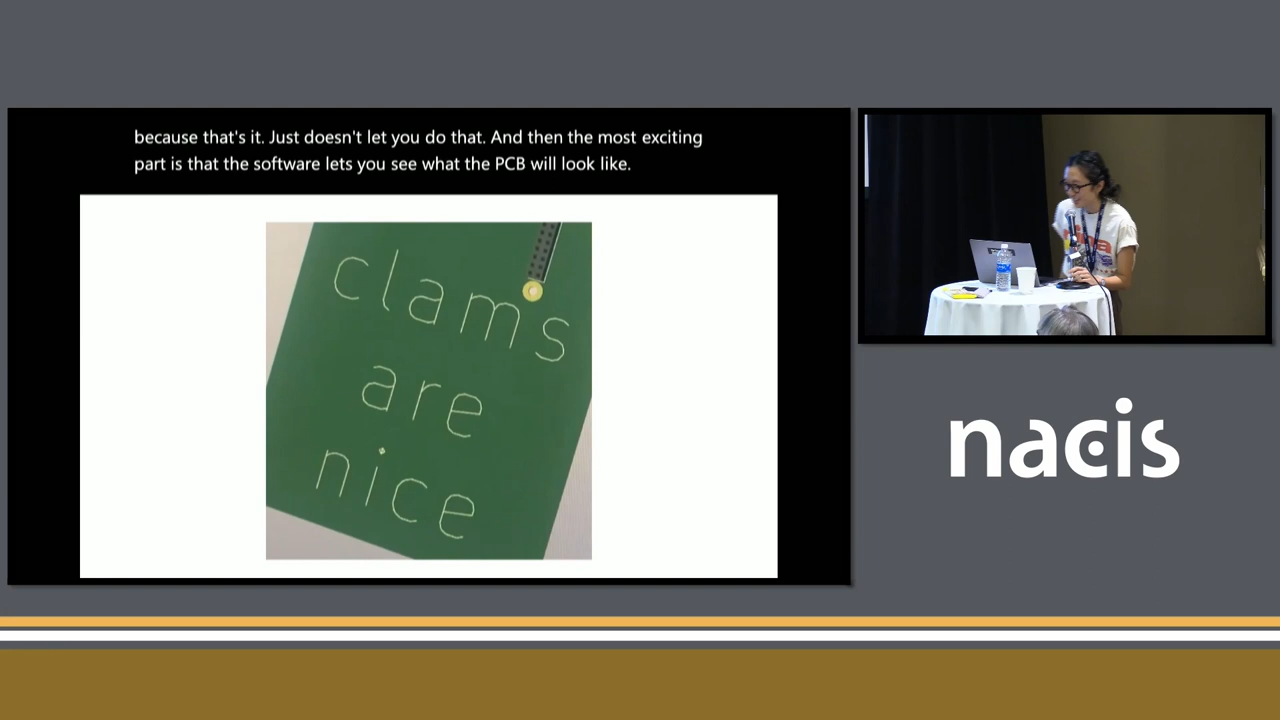 because that's it. Just doesn't let you do that. And then the most exciting
part is that the software lets you see what the PCB will look like.
clams
are
nice
nacis